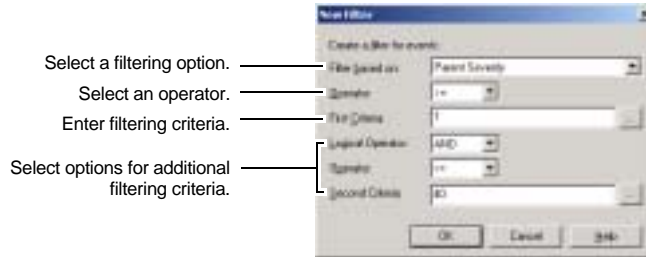 New Filter
Create a filter for events:
Select a filtering option.
Filter based on:
Parent Severity
Select an operator.
Operator
Enter filtering criteria.
First Criteria
Logical Operator
AND
Select options for additional
filtering criteria.
Operator
Second Criteria
OK
Cancel
Help